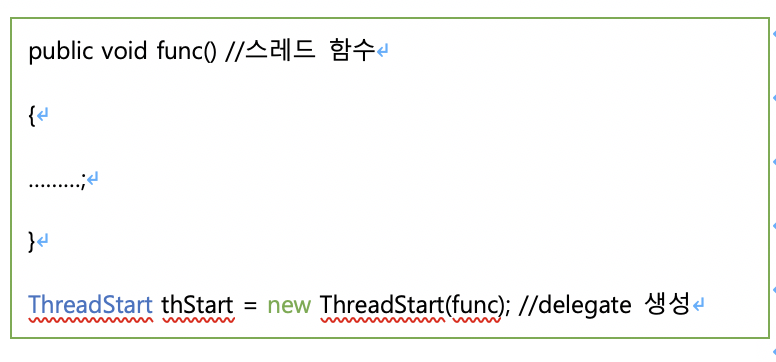 public void func() //스레드 함수
{
………;
}
ThreadStart thStart = new ThreadStart(func); //delegate 생성